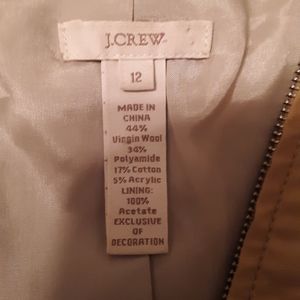 J.CREW
12
MADE IN
CHINA
44%
Virgin Wool
34%
Polyamide
17% Cotton
5% Acrylic
LINING:
100%
Acetate
EXCLUSIVE
OF
DECORATION